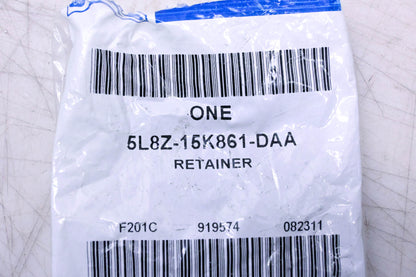 ONE
5L8Z-15K861-DAA
RETAINER
F201C 919574 082311